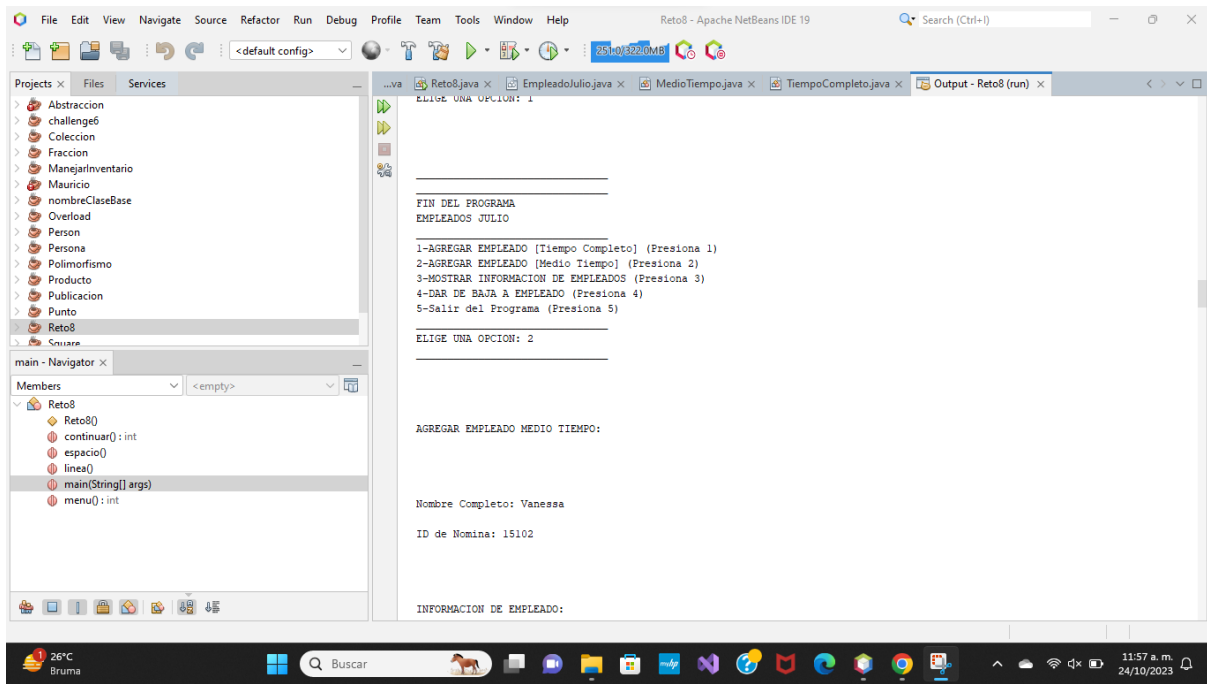 File Edit View Navigate Source Refactor Run Debug Profile Team Tools Window Help
Reto8 - Apache NetBeans IDE 19
Search (Ctrl+I)
<default config>
251.0/322.0MB
Projects Files Services
...va Reto8.java EmpleadoJulio.java MedioTiempo.java TiempoCompleto.java Output - Reto8 (run)
Abstraccion
challenge6
Coleccion
Fraccion
ManejarInventario
Mauricio
nombreClaseBase
Overload
Person
Persona
Polimorfismo
Producto
Publicacion
Punto
Reto8
Square
main - Navigator
Members
<empty>
Reto8
Reto8()
continuar() : int
espacio()
linea()
main(String[] args)
menu() : int
ELIGE UNA OPCION: 1
FIN DEL PROGRAMA
EMPLEADOS JULIO
1-AGREGAR EMPLEADO [Tiempo Completo] (Presiona 1)
2-AGREGAR EMPLEADO [Medio Tiempo] (Presiona 2)
3-MOSTRAR INFORMACION DE EMPLEADOS (Presiona 3)
4-DAR DE BAJA A EMPLEADO (Presiona 4)
5-Salir del Programa (Presiona 5)
ELIGE UNA OPCION: 2
AGREGAR EMPLEADO MEDIO TIEMPO:
Nombre Completo: Vanessa
ID de Nomina: 15102
INFORMACION DE EMPLEADO:
1
26°C
Bruma
Buscar
mbp
11:57 a. m.
24/10/2023